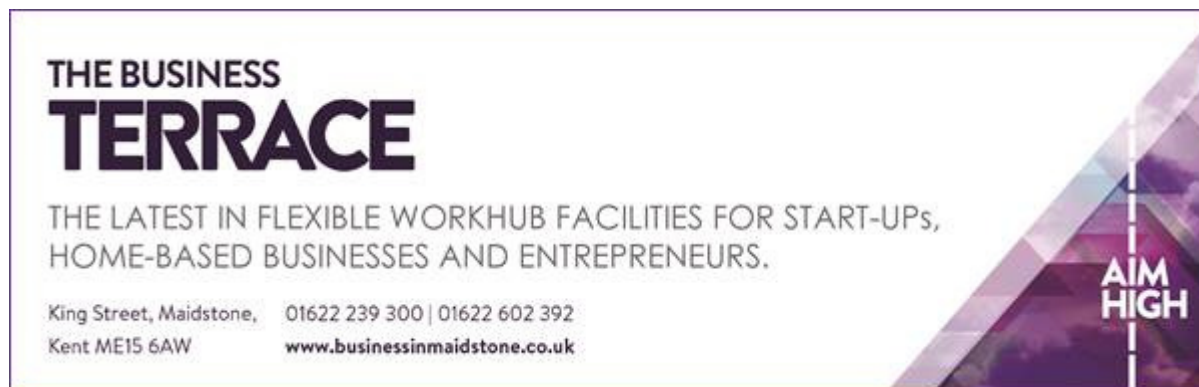 THE BUSINESS
TERRACE
THE LATEST IN FLEXIBLE WORKHUB FACILITIES FOR START-UPs,
HOME-BASED BUSINESSES AND ENTREPRENEURS.
King Street, Maidstone, 01622 239 300 | 01622 602 392
Kent ME15 6AW www.businessinmaidstone.co.uk
AIM
HIGH